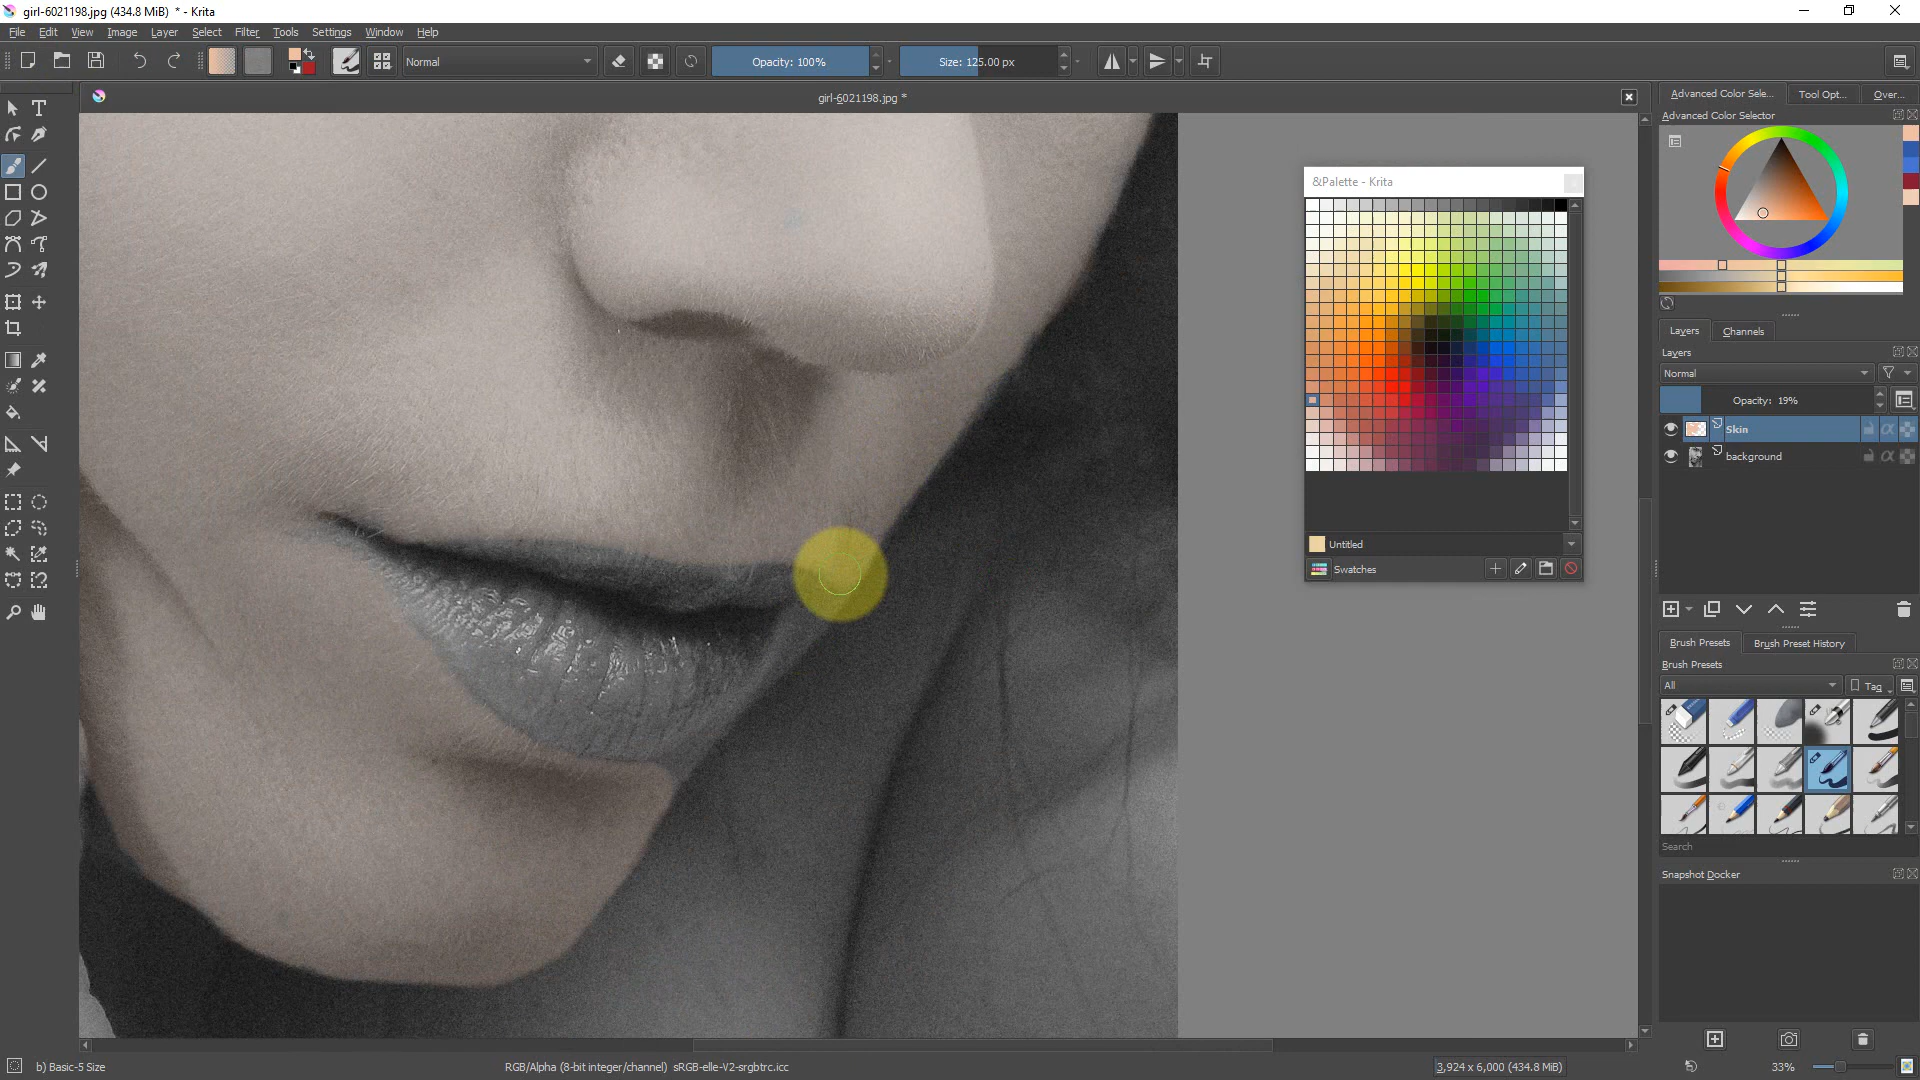 girl-6021198.jpg (434.8 MiB) * - Krita
File Edit View Image Layer Select Filter Tools Settings Window Help
Normal
Opacity: 100%
Size: 125.00 px
girl-6021198.jpg *
Advanced Color Sele... Tool Opt... Over...
Advanced Color Selector
&Palette - Krita
Layers Channels
Layers
Normal
Opacity: 19%
Skin
background
Untitled
Swatches
Brush Presets Brush Preset History
Brush Presets
All Tag
Search
Snapshot Docker
b) Basic-5 Size
RGB/Alpha (8-bit integer/channel) sRGB-elle-V2-srgbtrc.icc
3,924 x 6,000 (434.8 MiB)
33%